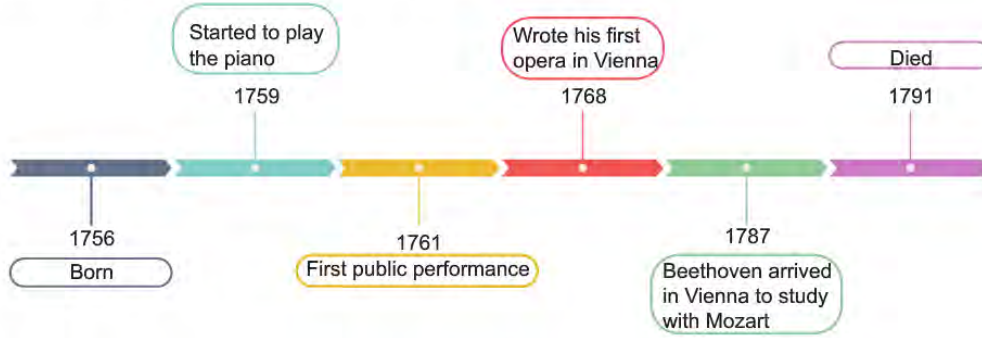 Started to play
the piano
1759
Wrote his first
opera in Vienna
1768
Died
1791
1756
Born
1761
First public performance
1787
Beethoven arrived
in Vienna to study
with Mozart